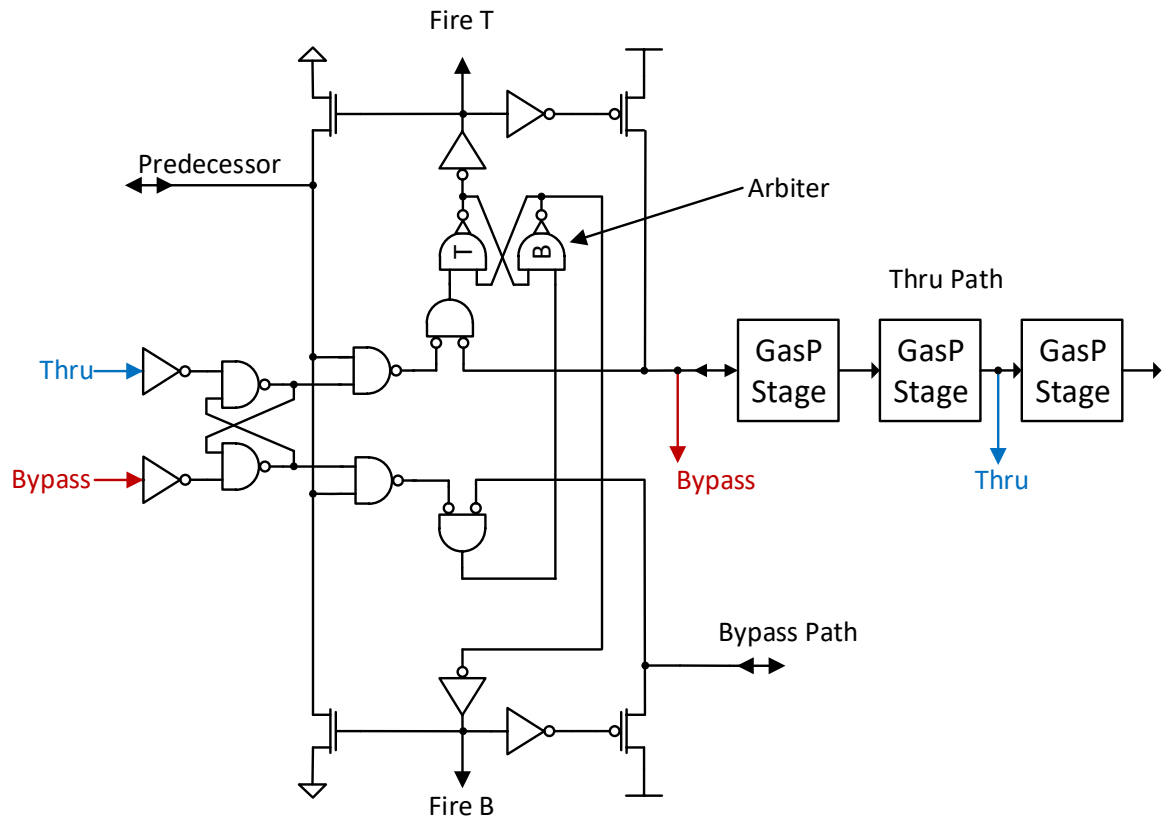 Fire T
Predecessor
Arbiter
T
B
Thru Path
Thru
GasP
Stage
GasP
Stage
GasP
Stage
Bypass
Bypass
Thru
Bypass Path
Fire B